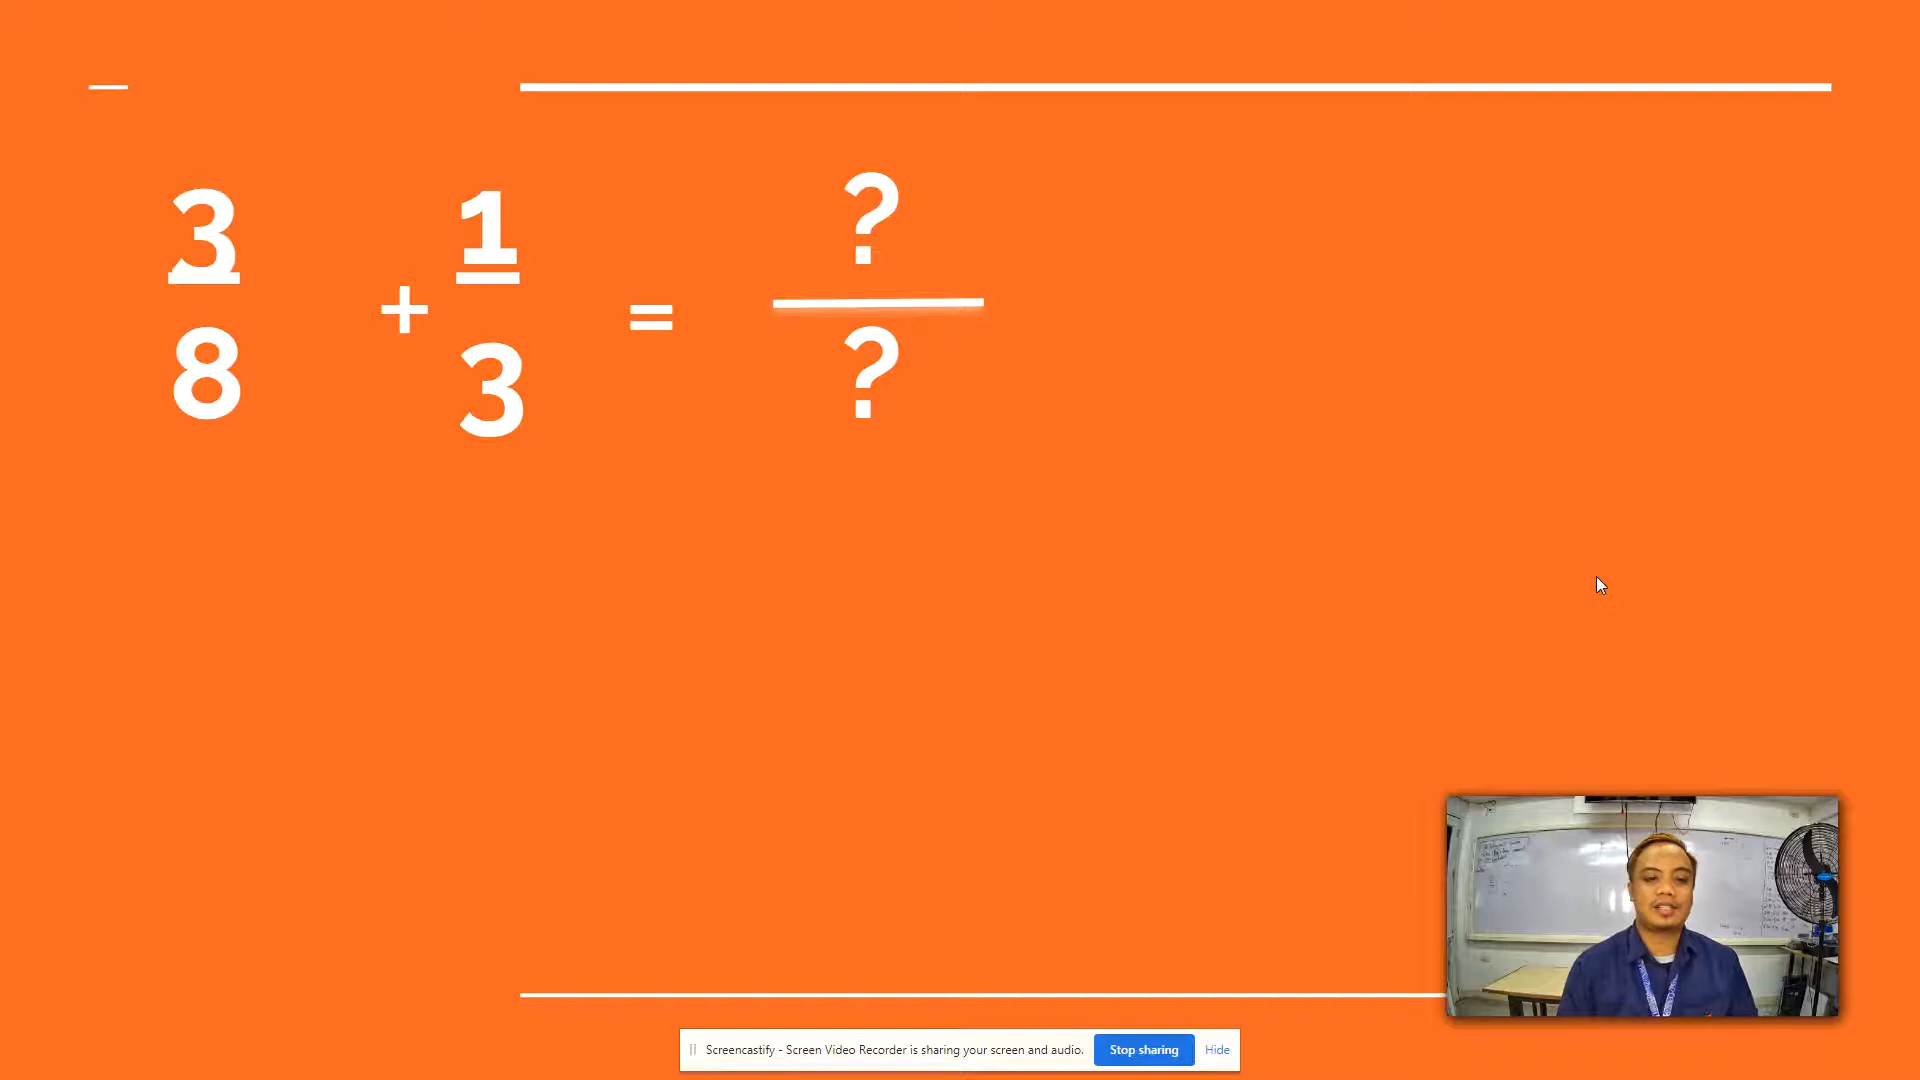 3 + 1 = ?
8 3 ?
Screencastify - Screen Video Recorder is sharing your screen and audio. Stop sharing Hide